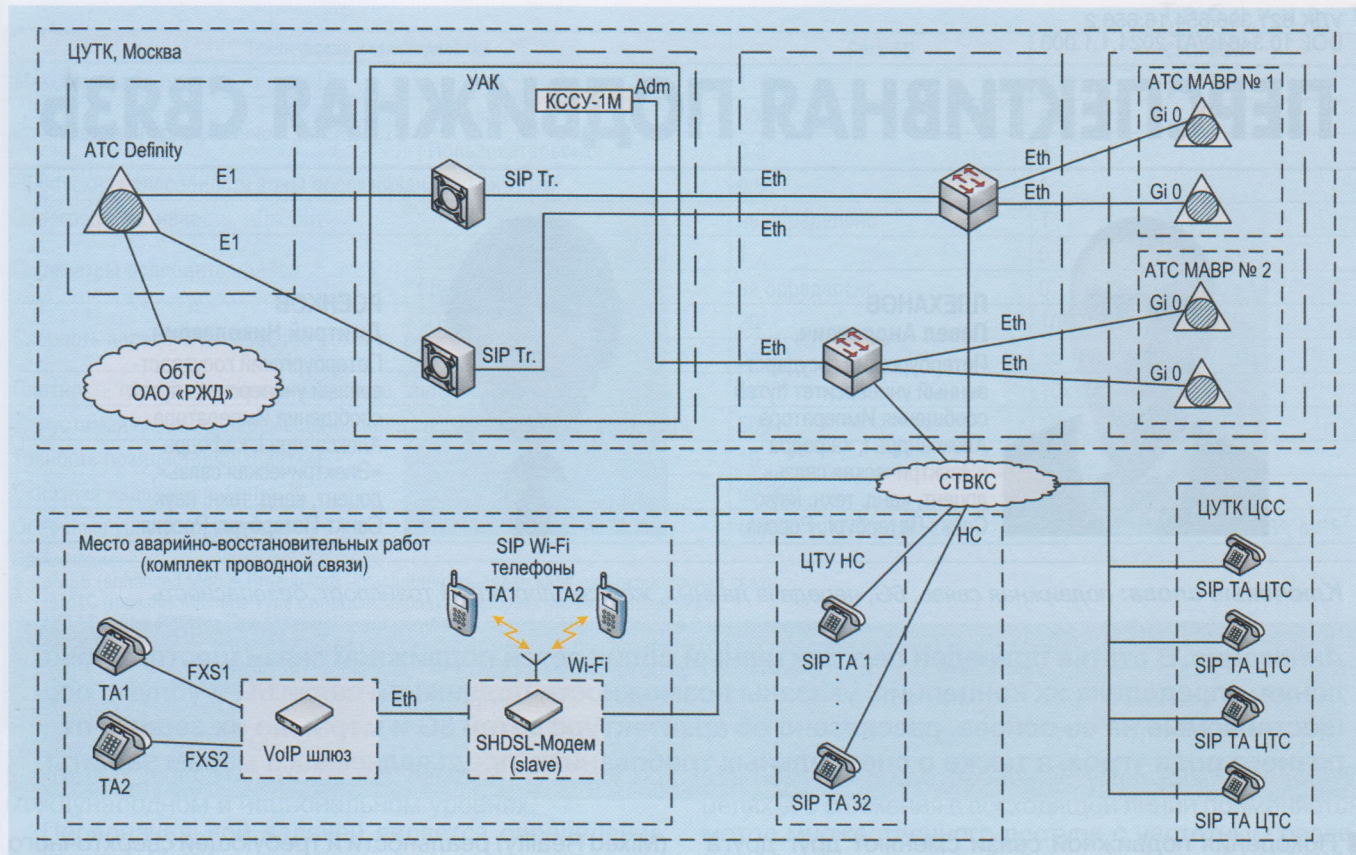 ЦУТК, Москва
УАК
КССУ-1М
Adm
АТС МАВР № 1
Gi 0
АТС Definity
E1
SIP Tr.
Eth
Eth
Eth
Gi 0
E1
Eth
АТС МАВР № 2
Gi 0
SIP Tr.
Eth
Eth
Eth
Gi 0
ОбТС
ОАО «РЖД»
СТВКС
НС
ЦУТК ЦСС
Место аварийно-восстановительных работ
(комплект проводной связи)
SIP Wi-Fi
телефоны
ТА1
ТА2
ЦТУ НС
SIP ТА ЦТС
Wi-Fi
ТА1
FXS1
SIP ТА 1
SIP ТА ЦТС
Eth
FXS2
VoIP шлюз
SHDSL-Модем
(slave)
SIP ТА ЦТС
ТА2
SIP ТА 32
SIP ТА ЦТС